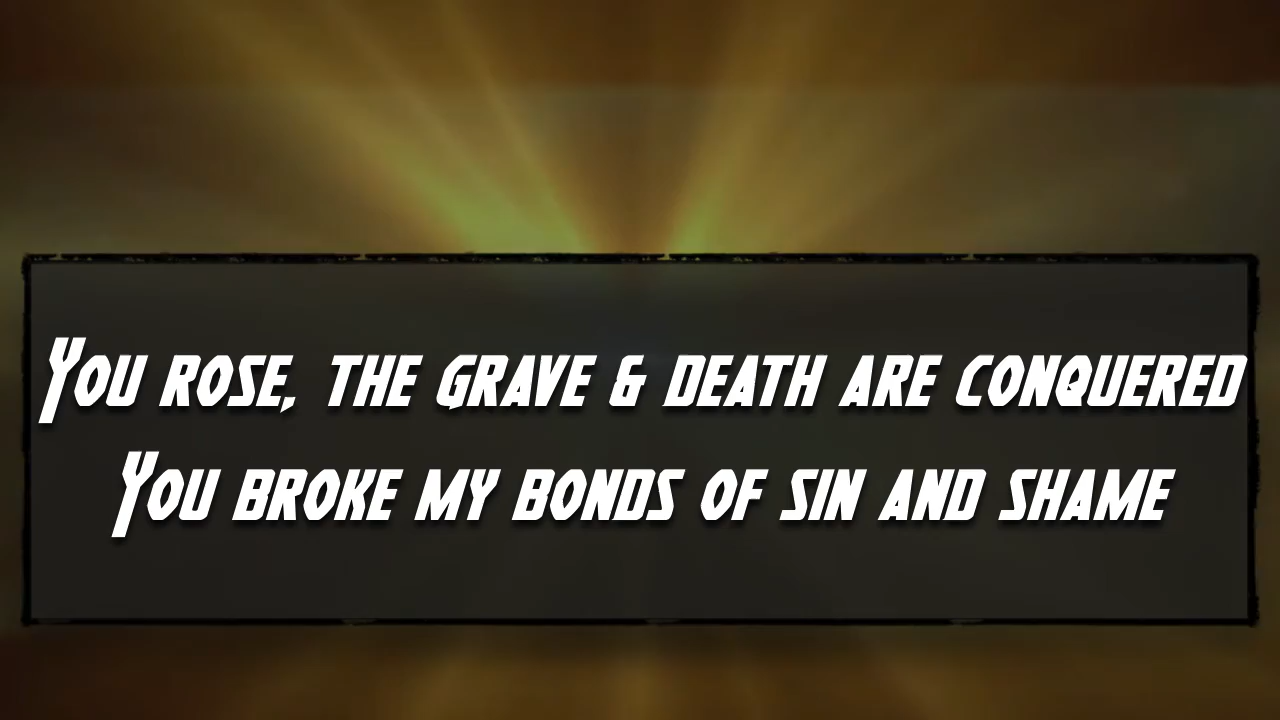 You rose, the grave & death are conquered
You broke my bonds of sin and shame